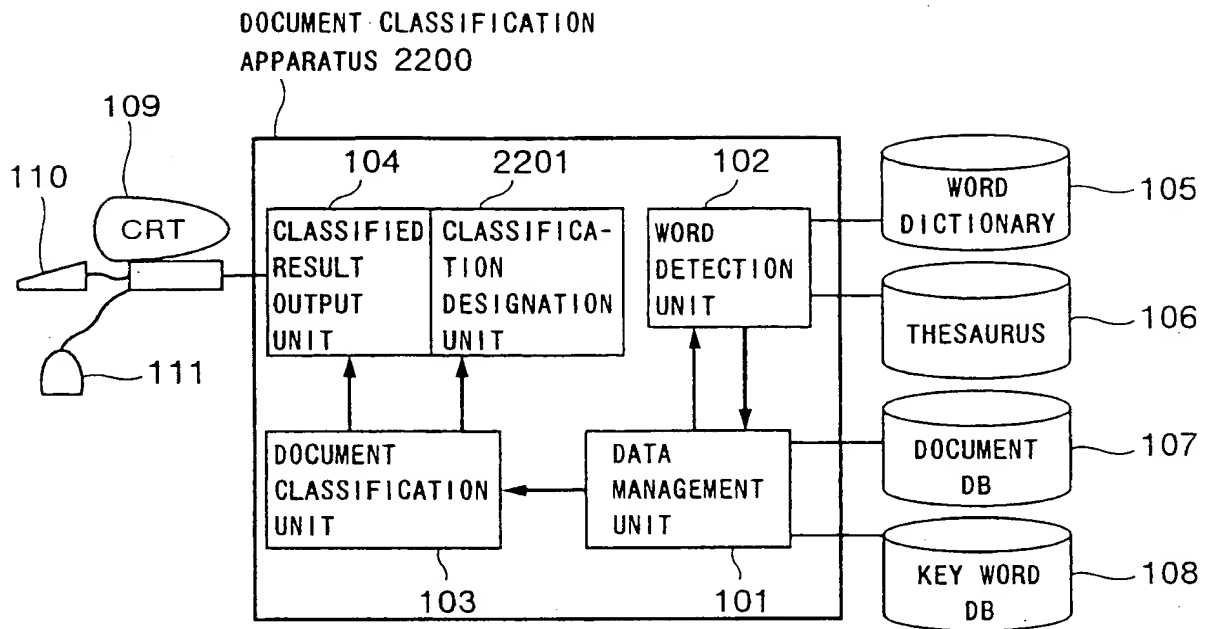 DOCUMENT CLASSIFICATION
APPARATUS 2200
109
110
CRT
111
104
2201
102
CLASSIFIED
RESULT
OUTPUT
UNIT
CLASSIFICA-
TION
DESIGNATION
UNIT
WORD
DETECTION
UNIT
WORD
DICTIONARY
105
THESAURUS
106
DOCUMENT
CLASSIFICATION
UNIT
DATA
MANAGEMENT
UNIT
DOCUMENT
DB
107
KEY WORD
DB
108
103
101